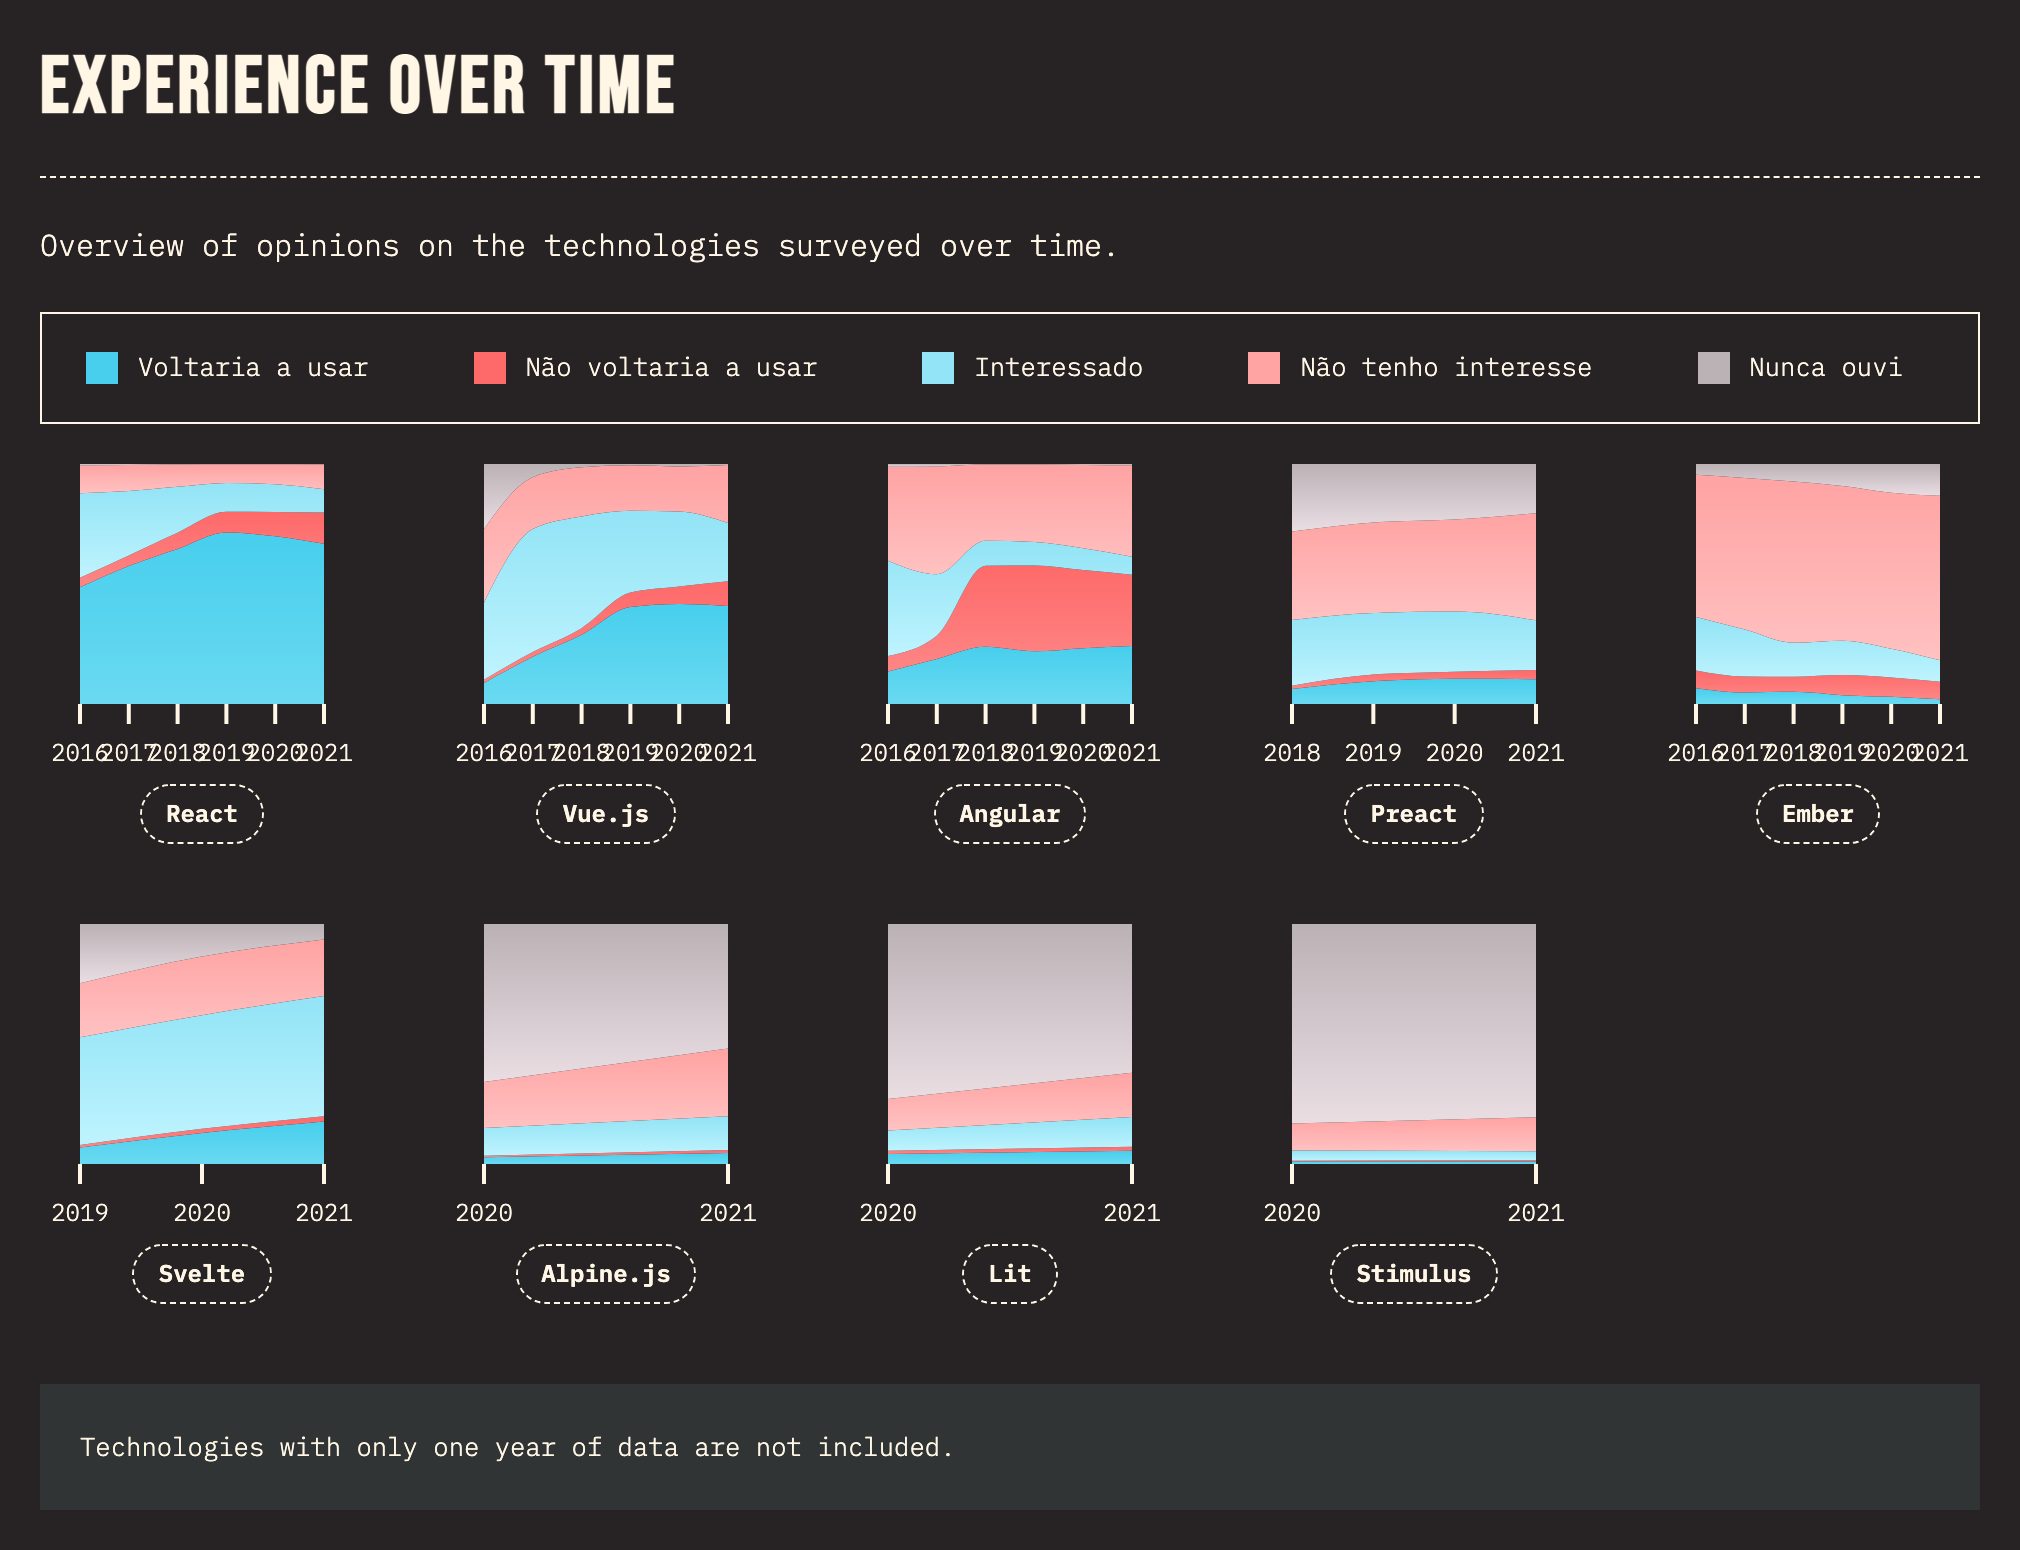 EXPERIENCE OVER TIME
Overview of opinions on the technologies surveyed over time.
Voltaria a usar Não voltaria a usar Interessado Não tenho interesse Nunca ouvi
2016 2017 2018 2019 2020 2021 2016 2017 2018 2019 2020 2021 2016 2017 2018 2019 2020 2021 2018 2019 2020 2021 2016 2017 2018 2019 2020 2021
React Vue.js Angular Preact Ember
2019 2020 2021 2020 2021 2020 2021 2020 2021
Svelte Alpine.js Lit Stimulus
Technologies with only one year of data are not included.